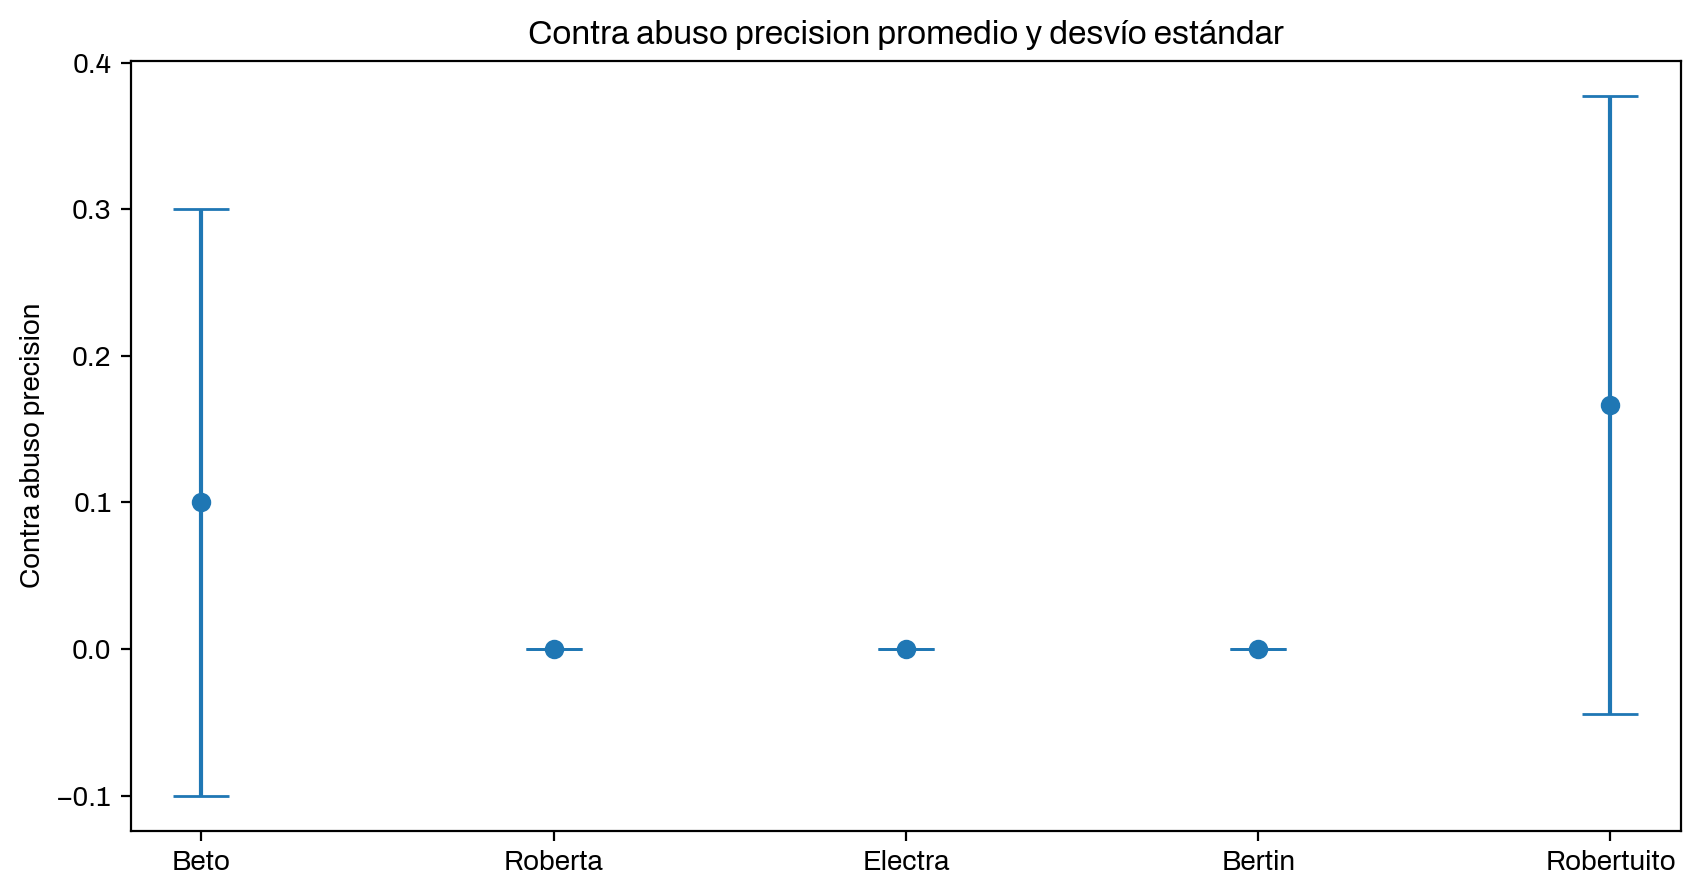 Contra abuso precision promedio y desvío estándar
Contra abuso precision
0.4
0.3
0.2
0.1
0.0
−0.1
Beto Roberta Electra Bertin Robertuito